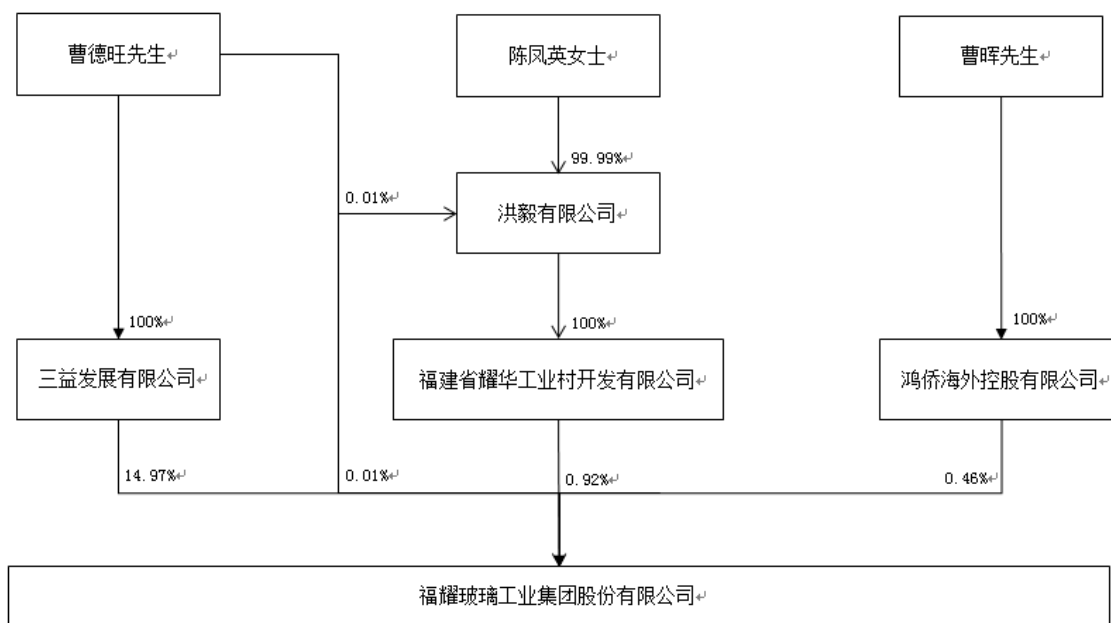 曹德旺先生↵
陈凤英女士↵
曹晖先生↵
99.99%↵
0.01%↵
洪毅有限公司↵
100%↵
100%↵
100%↵
三益发展有限公司↵
福建省耀华工业村开发有限公司↵
鸿侨海外控股有限公司↵
14.97%↵
0.01%↵
0.92%↵
0.46%↵
福耀玻璃工业集团股份有限公司↵